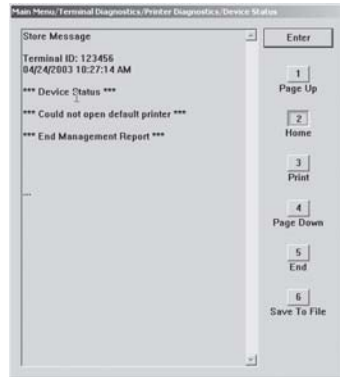 Main Menu/Terminal Diagnostics/Printer Diagnostics/Device Status
Store Message
Terminal ID: 123456
04/24/2003 10:27:14 AM
*** Device Status ***
*** Could not open default printer ***
*** End Management Report ***
...
Enter
1
Page Up
2
Home
3
Print
4
Page Down
5
End
6
Save To File